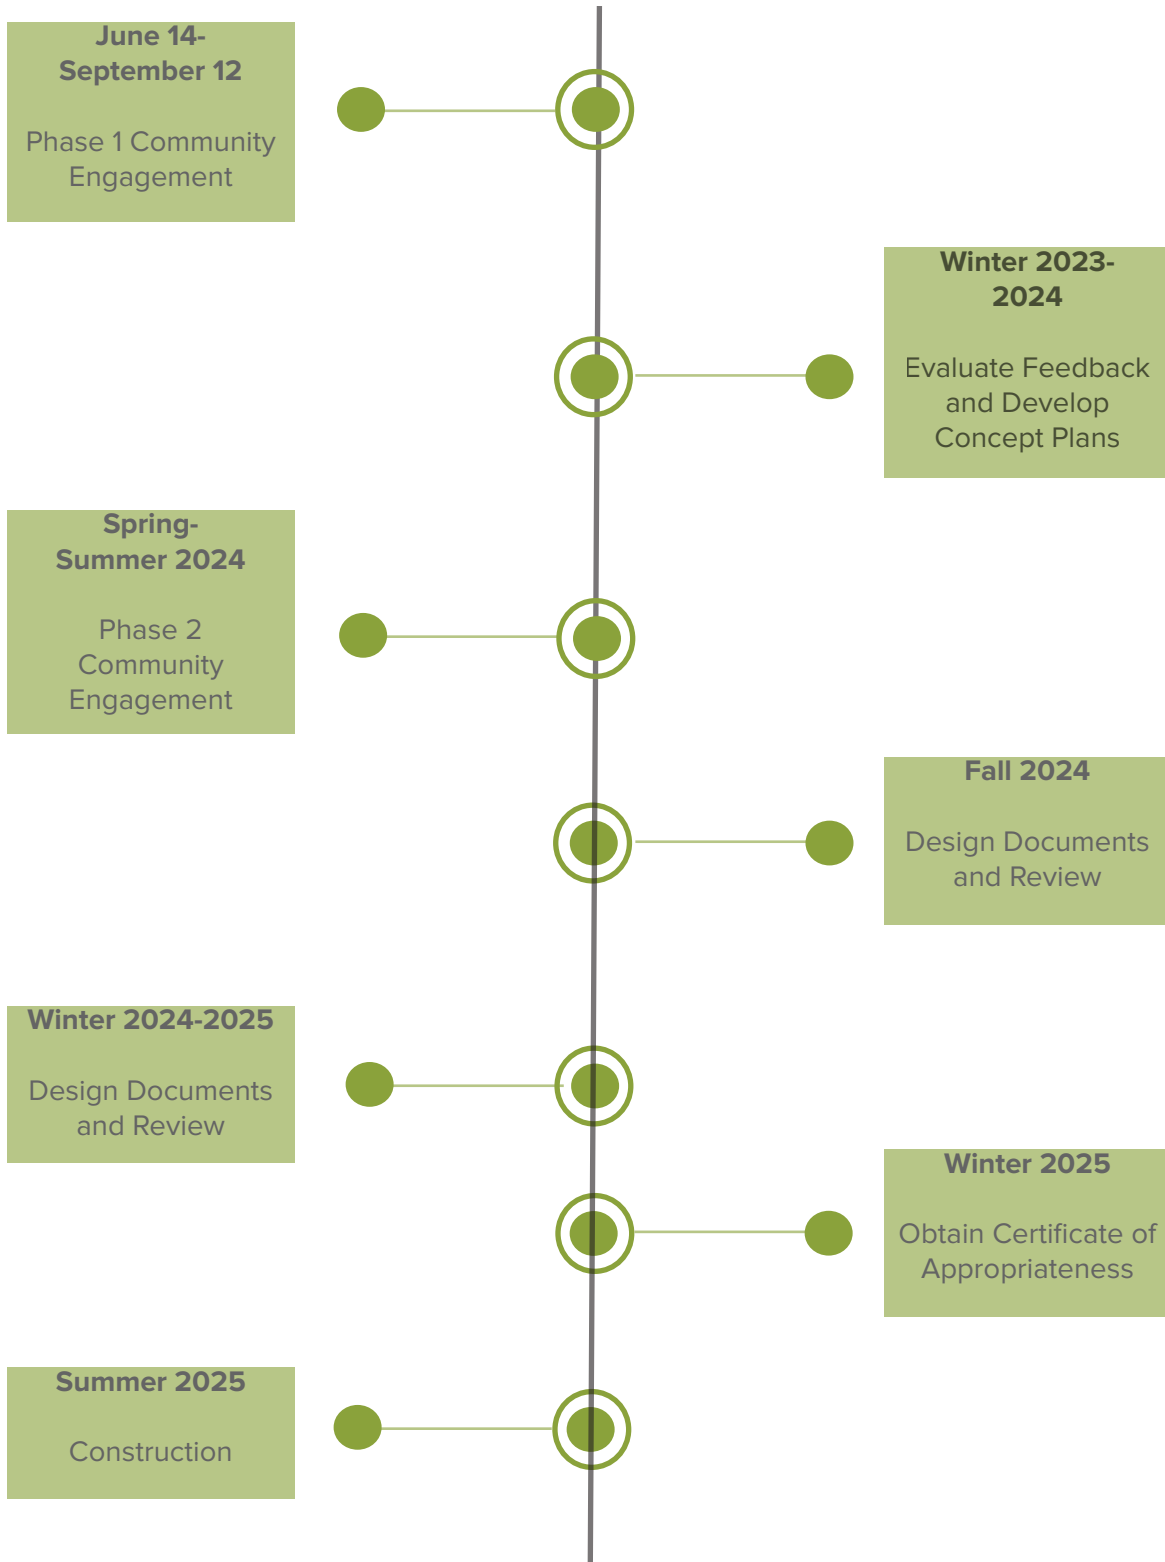 June 14-
September 12
Phase 1 Community
Engagement
Winter 2023-
2024
Evaluate Feedback
and Develop
Concept Plans
Spring-
Summer 2024
Phase 2
Community
Engagement
Fall 2024
Design Documents
and Review
Winter 2024-2025
Design Documents
and Review
Winter 2025
Obtain Certificate of
Appropriateness
Summer 2025
Construction